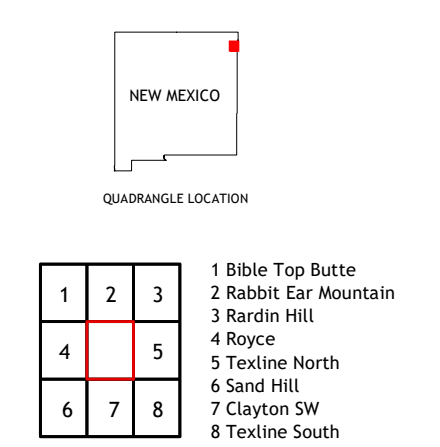 NEW MEXICO
QUADRANGLE LOCATION
1 2 3
4 5
6 7 8
1 Bible Top Butte
2 Rabbit Ear Mountain
3 Rardin Hill
4 Royce
5 Texline North
6 Sand Hill
7 Clayton SW
8 Texline South